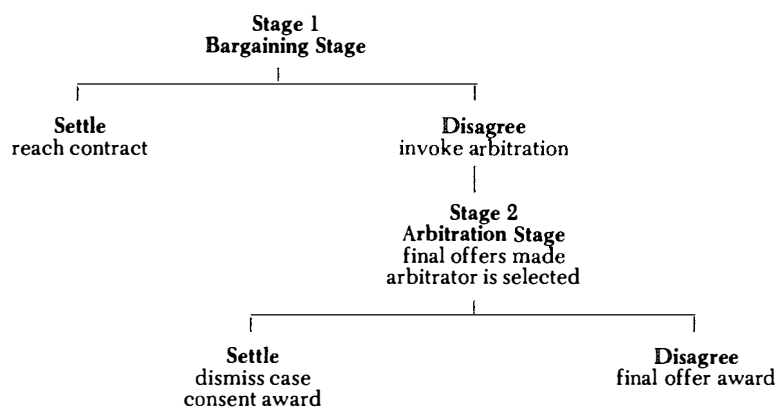 Stage 1
Bargaining Stage
Settle
reach contract
Disagree
invoke arbitration
Stage 2
Arbitration Stage
final offers made
arbitrator is selected
Settle
dismiss case
consent award
Disagree
final offer award